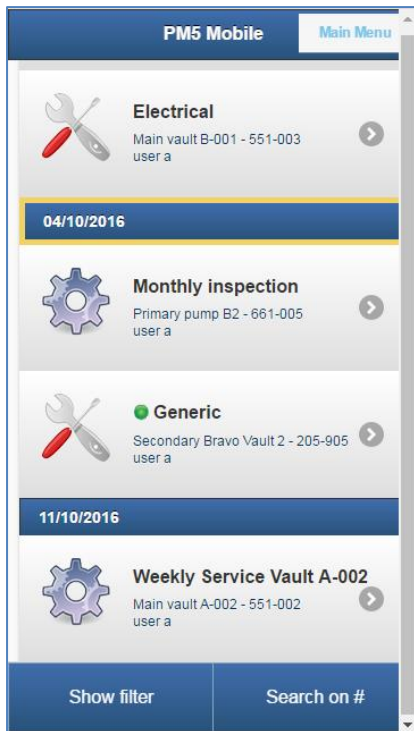 PM5 Mobile
Main Menu
Electrical
Main vault B-001 - 551-003
user a
04/10/2016
Monthly inspection
Primary pump B2 - 661-005
user a
Generic
Secondary Bravo Vault 2 - 205-905
user a
11/10/2016
Weekly Service Vault A-002
Main vault A-002 - 551-002
user a
Show filter
Search on #